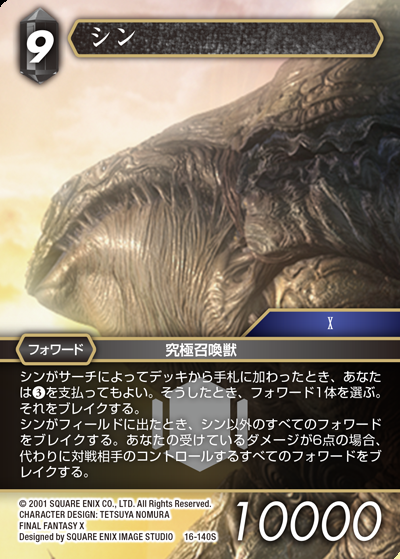 9
シン
X
フォワード
究極召喚獣
シンがサーチによってデッキから手札に加わったとき、あなた
は3を支払ってもよい。そうしたとき、フォワード1体を選ぶ。
それをブレイクする。
シンがフィールドに出たとき、シン以外のすべてのフォワード
をブレイクする。あなたの受けているダメージが6点の場合、
代わりに対戦相手のコントロールするすべてのフォワードをブ
レイクする。
© 2001 SQUARE ENIX CO., LTD. All Rights Reserved.
CHARACTER DESIGN: TETSUYA NOMURA
FINAL FANTASY X
Designed by SQUARE ENIX IMAGE STUDIO 16-140S
10000